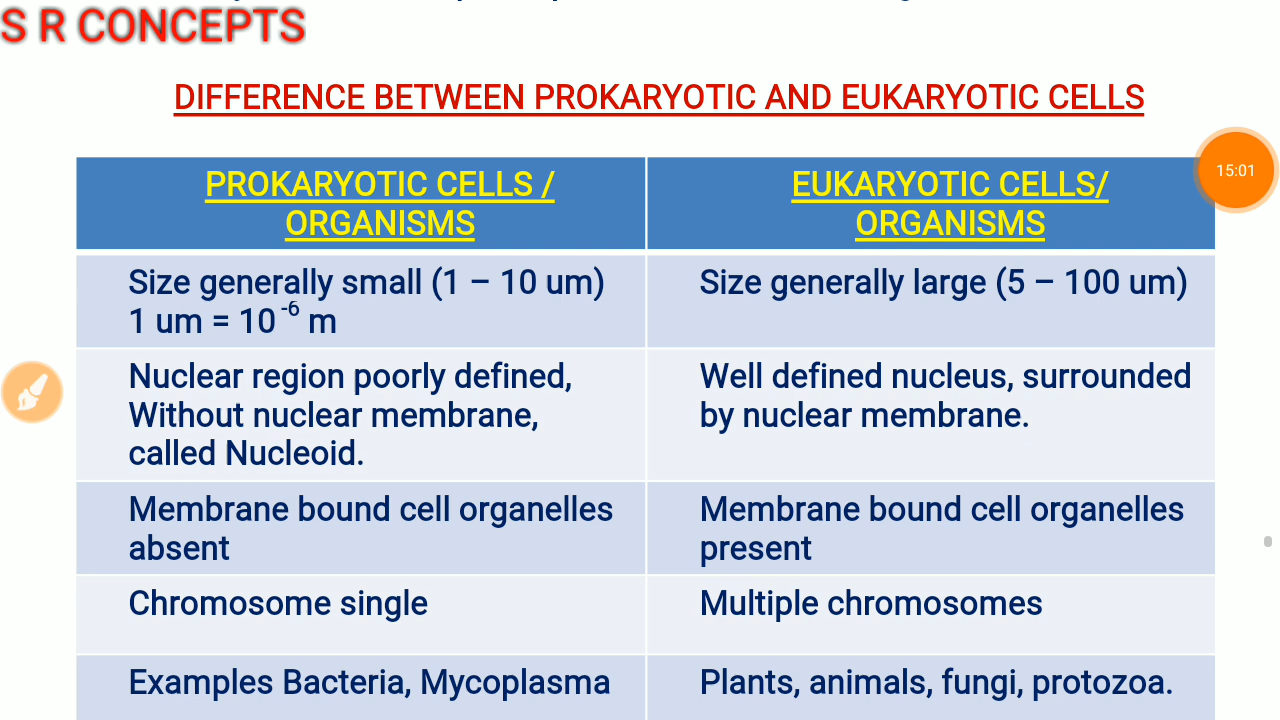 S R CONCEPTS
DIFFERENCE BETWEEN PROKARYOTIC AND EUKARYOTIC CELLS
15:01
PROKARYOTIC CELLS /
ORGANISMS
EUKARYOTIC CELLS/
ORGANISMS
Size generally small (1 – 10 um)
1 um = 10 -6 m
Size generally large (5 – 100 um)
Nuclear region poorly defined,
Without nuclear membrane,
called Nucleoid.
Well defined nucleus, surrounded
by nuclear membrane.
Membrane bound cell organelles
absent
Membrane bound cell organelles
present
Chromosome single
Multiple chromosomes
Examples Bacteria, Mycoplasma
Plants, animals, fungi, protozoa.